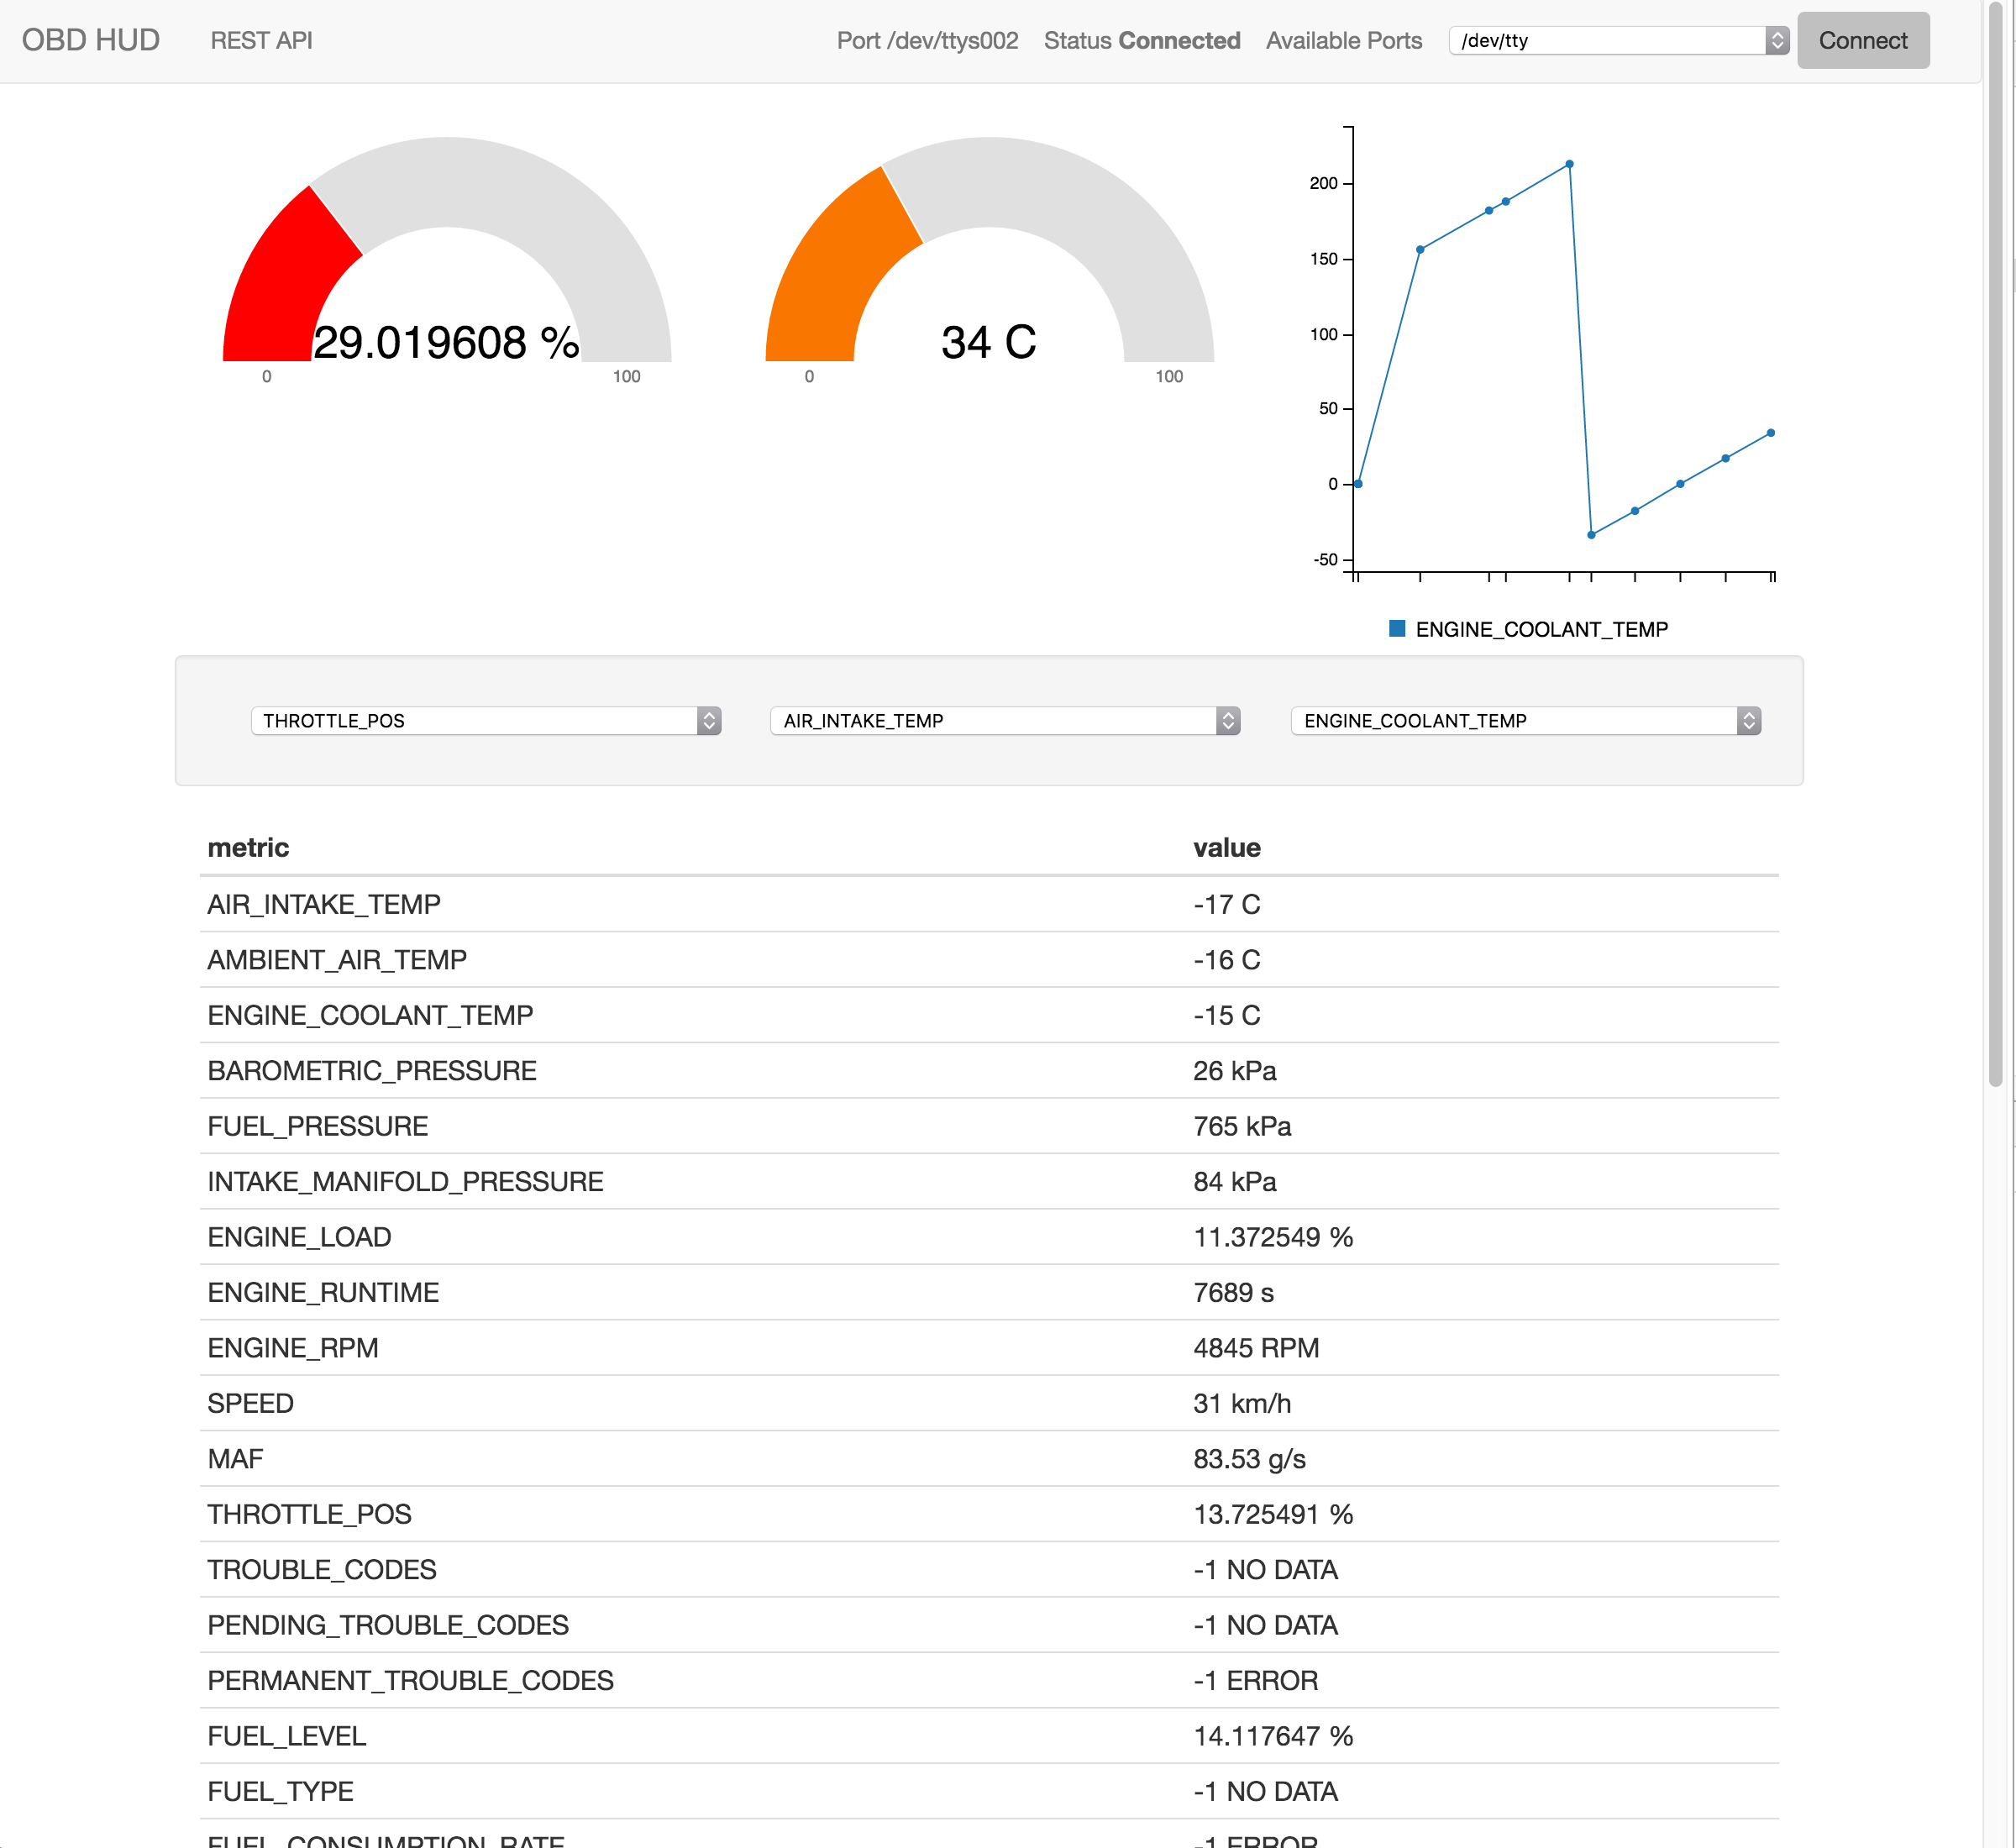 OBD HUD REST API Port /dev/ttys002 Status Connected Available Ports /dev/tty Connect
29.019608 %
0 100
34 C
0 100
200
150
100
50
0
-50
ENGINE_COOLANT_TEMP
THROTTLE_POS AIR_INTAKE_TEMP ENGINE_COOLANT_TEMP
metric value
AIR_INTAKE_TEMP -17 C
AMBIENT_AIR_TEMP -16 C
ENGINE_COOLANT_TEMP -15 C
BAROMETRIC_PRESSURE 26 kPa
FUEL_PRESSURE 765 kPa
INTAKE_MANIFOLD_PRESSURE 84 kPa
ENGINE_LOAD 11.372549 %
ENGINE_RUNTIME 7689 s
ENGINE_RPM 4845 RPM
SPEED 31 km/h
MAF 83.53 g/s
THROTTLE_POS 13.725491 %
TROUBLE_CODES -1 NO DATA
PENDING_TROUBLE_CODES -1 NO DATA
PERMANENT_TROUBLE_CODES -1 ERROR
FUEL_LEVEL 14.117647 %
FUEL_TYPE -1 NO DATA
FUEL_CONSUMPTION_RATE -1 ERROR